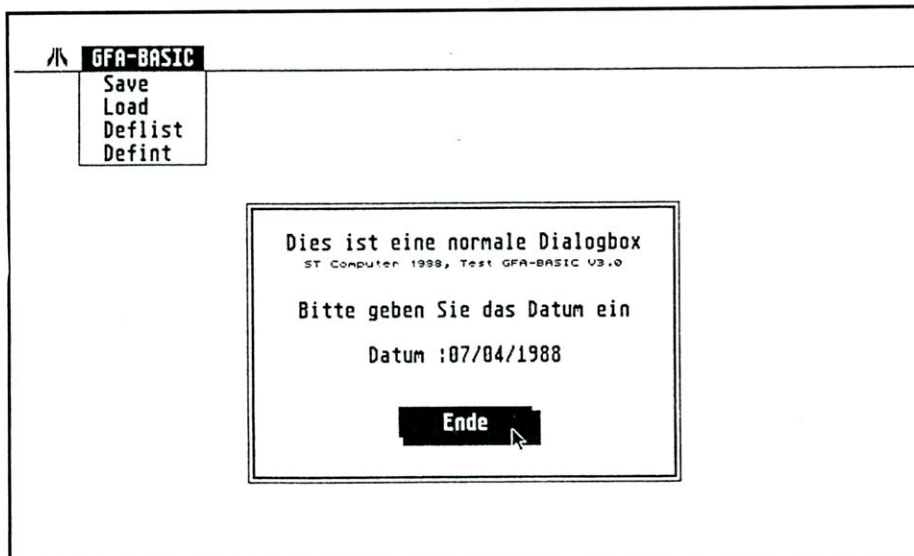 GFA-BASIC
Save
Load
Deflist
Defint
Dies ist eine normale Dialogbox
ST Computer 1988, Test GFA-BASIC V3.0
Bitte geben Sie das Datum ein
Datum :07/04/1988
Ende